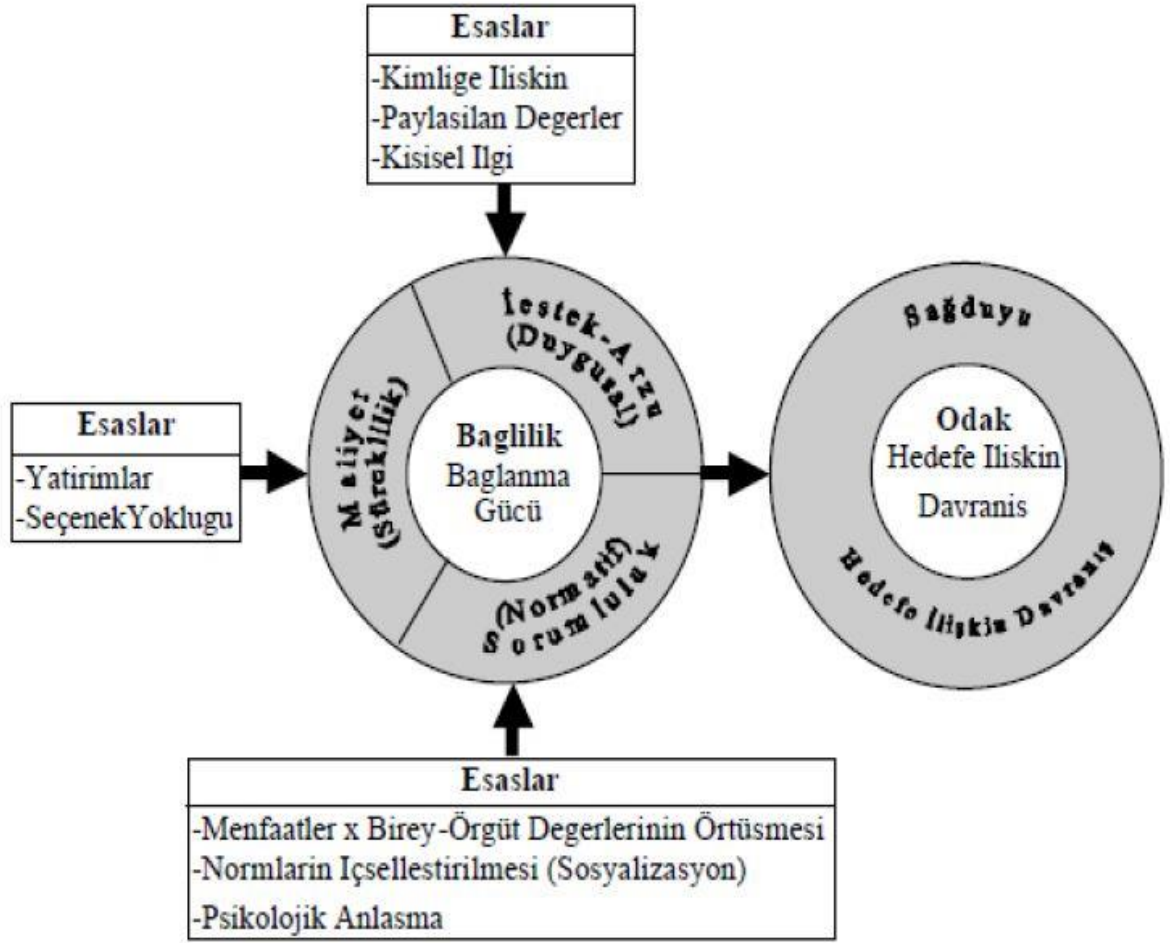 Esaslar
-Kimlige Iliskin
-Paylasilan Degerler
-Kisisel Ilgi
İestek-Arzu
(Duygusal)
Maliyet
(Süreklilik)
Baglilik
Baglanma
Gücü
(Normatif)
Sorumluluk
Esaslar
-Yatirimlar
-SeçenekYoklugu
Sağduyu
Odak
Hedefe Iliskin
Davranis
Hedefe İlişkin Davranış
Esaslar
-Menfaatler x Birey-Örgüt Degerlerinin Örtüsmesi
-Normlarin Içsellestirilmesi (Sosyalizasyon)
-Psikolojik Anlasma